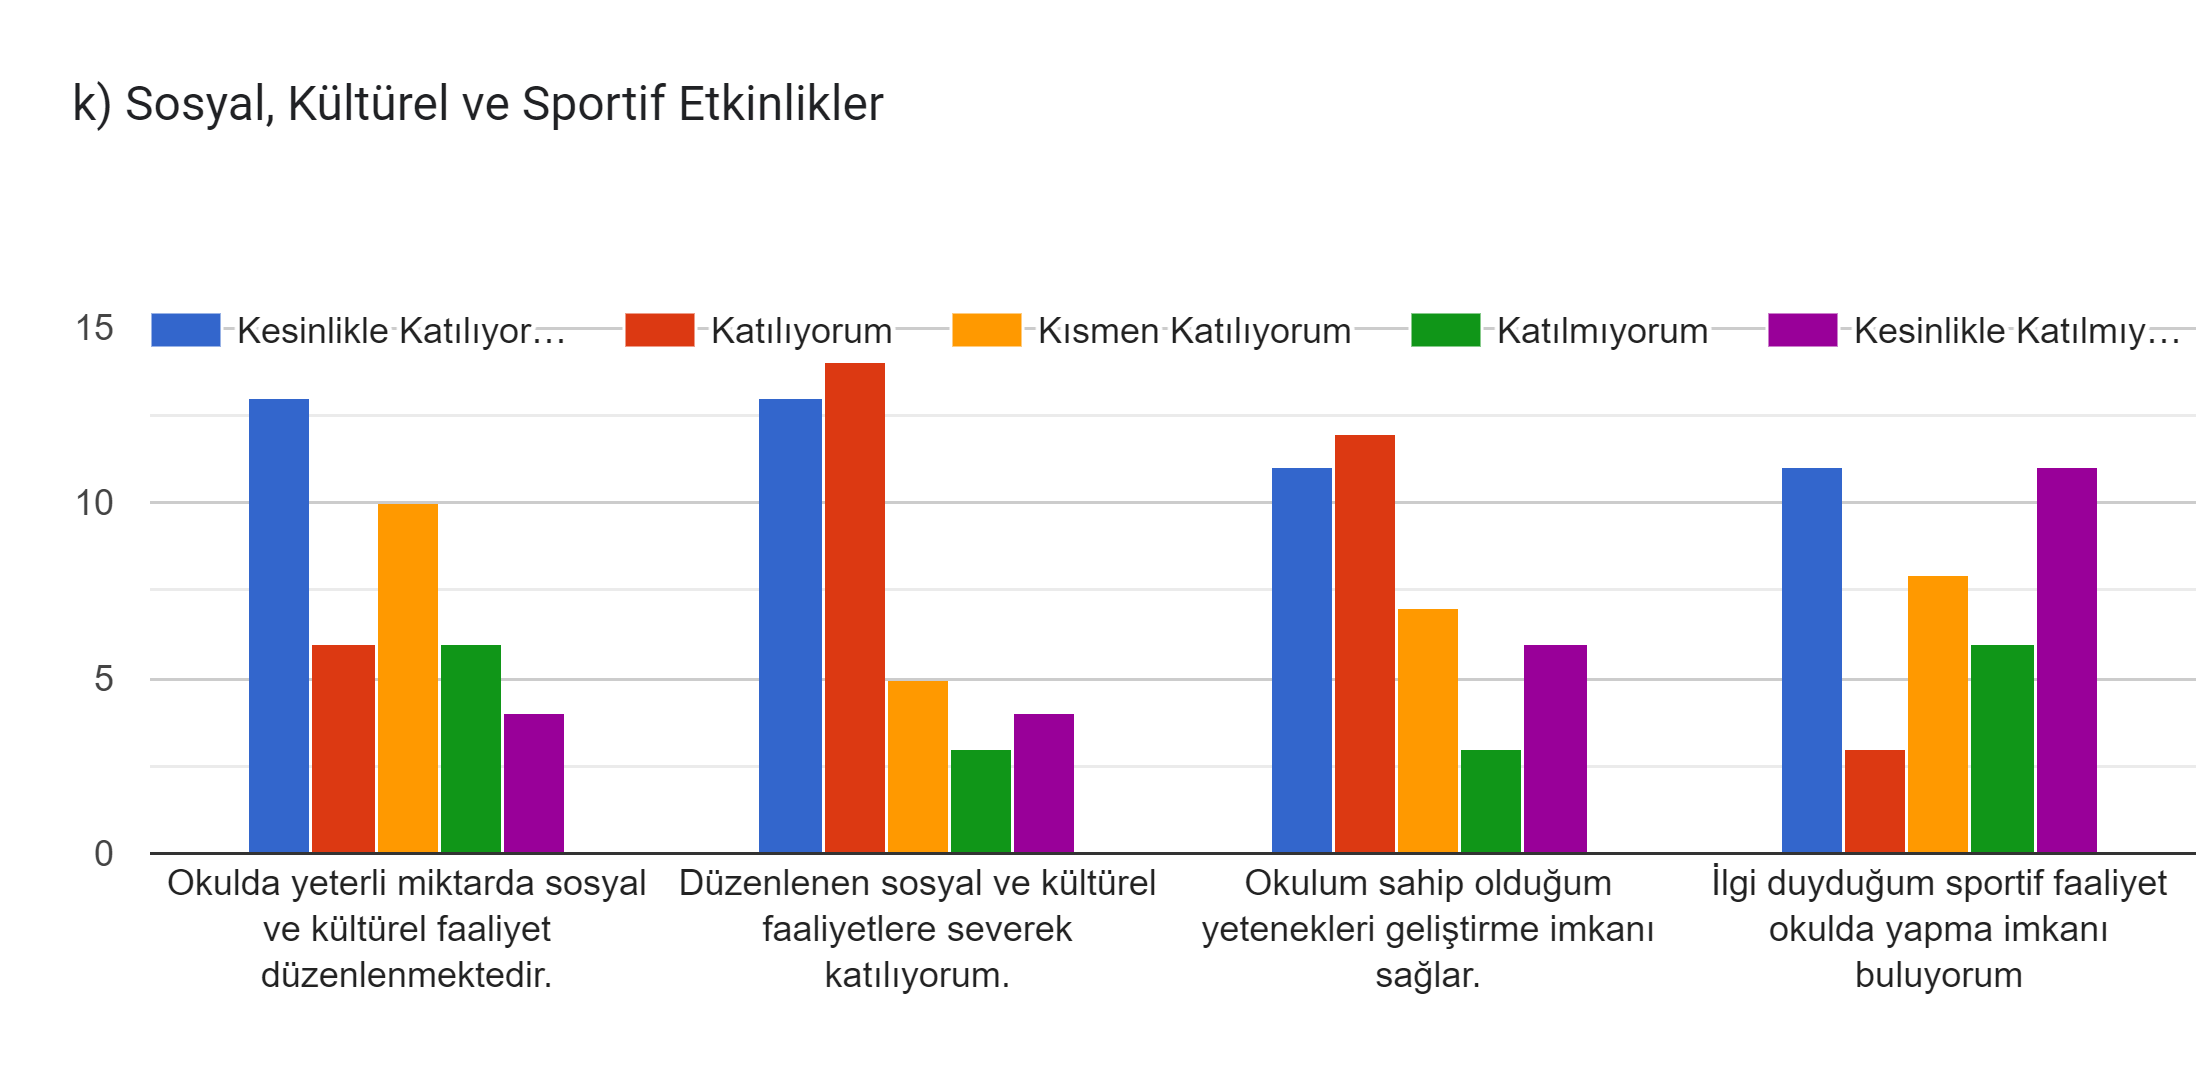 k) Sosyal, Kültürel ve Sportif Etkinlikler
15
Kesinlikle Katılıyor…
Katılıyorum
Kısmen Katılıyorum
Katılmıyorum
Kesinlikle Katılmıy…
10
5
0
Okulda yeterli miktarda sosyal
ve kültürel faaliyet
düzenlenmektedir.
Düzenlenen sosyal ve kültürel
faaliyetlere severek
katılıyorum.
Okulum sahip olduğum
yetenekleri geliştirme imkanı
sağlar.
İlgi duyduğum sportif faaliyet
okulda yapma imkanı
buluyorum